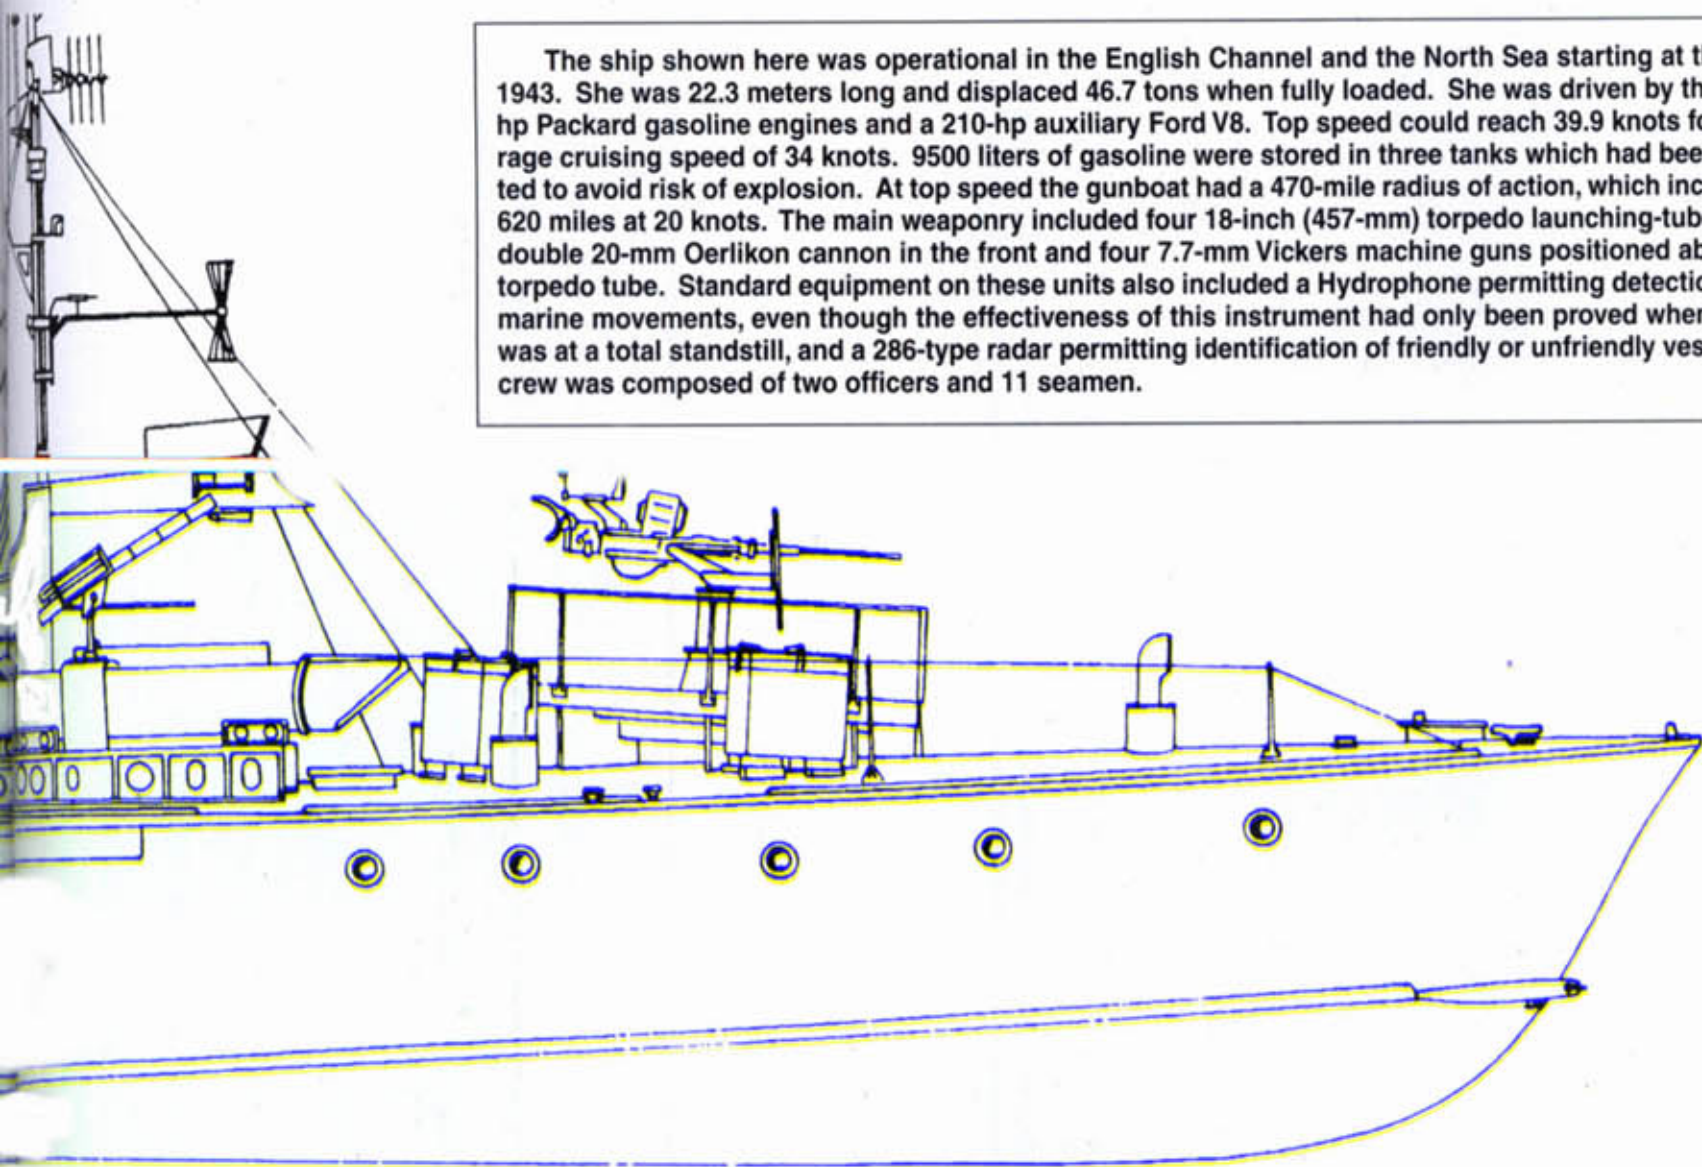 The ship shown here was operational in the English Channel and the North Sea starting at
1943. She was 22.3 meters long and displaced 46.7 tons when fully loaded. She was driven by
hp Packard gasoline engines and a 210-hp auxiliary Ford V8. Top speed could reach 39.9 knots
rage cruising speed of 34 knots. 9500 liters of gasoline were stored in three tanks which had
ted to avoid risk of explosion. At top speed the gunboat had a 470-mile radius of action, which
620 miles at 20 knots. The main weaponry included four 18-inch (457-mm) torpedo launching-tub
double 20-mm Oerlikon cannon in the front and four 7.7-mm Vickers machine guns positioned
torpedo tube. Standard equipment on these units also included a Hydrophone permitting detectio
marine movements, even though the effectiveness of this instrument had only been proved when
was at a total standstill, and a 286-type radar permitting identification of friendly or unfriendly ves
crew was composed of two officers and 11 seamen.